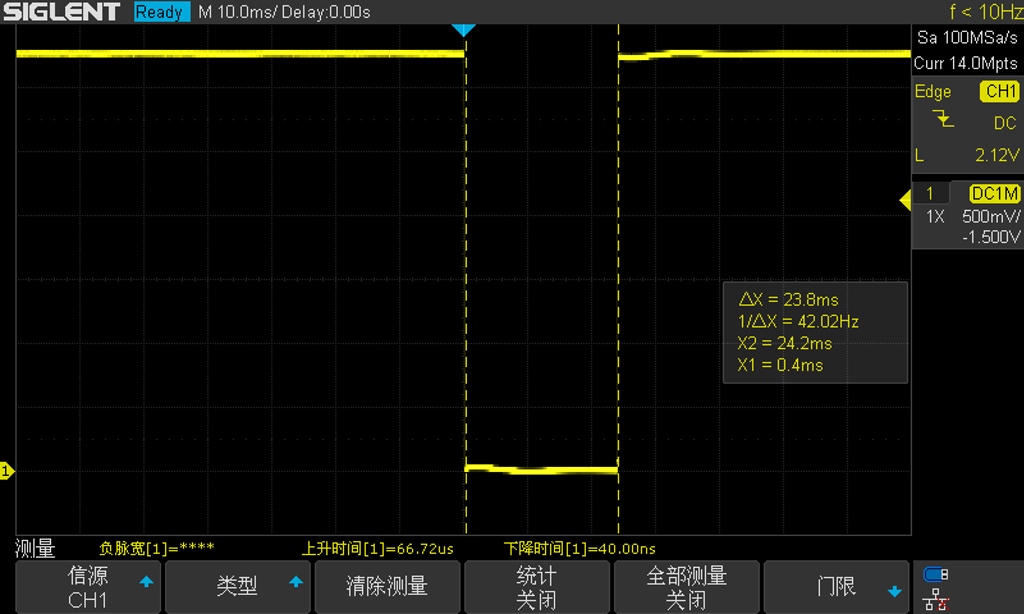 SIGLENT Ready M 10.0ms/ Delay:0.00s f < 10Hz
Sa 100MSa/s
Curr 14.0Mpts
Edge CH1
DC
L 2.12V
1 DC1M
1X 500mV/
-1.500V
ΔX = 23.8ms
1/ΔX = 42.02Hz
X2 = 24.2ms
X1 = 0.4ms
1
测量 负脉宽[1]=**** 上升时间[1]=66.72us 下降时间[1]=40.00ns
信源
CH1
类型
清除测量
统计
关闭
全部测量
关闭
门限